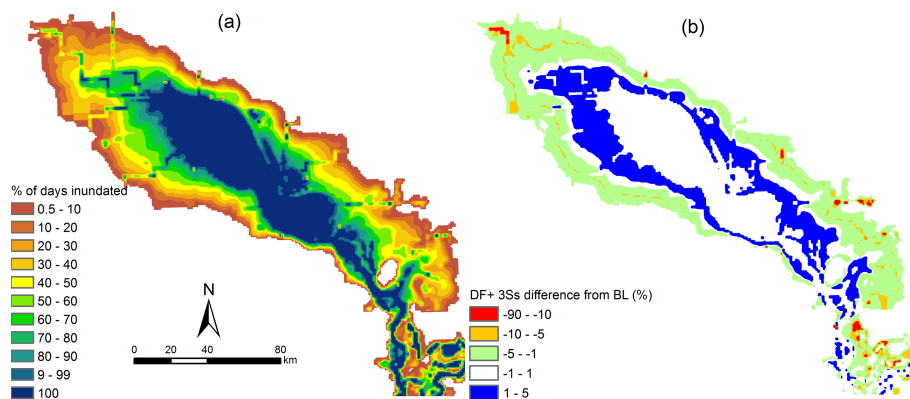 (a)
(b)
% of days inundated
0.5 - 10
10 - 20
20 - 30
30 - 40
40 - 50
50 - 60
60 - 70
70 - 80
80 - 90
9 - 99
100
N
0 20 40 80
km
DF+ 3Ss difference from BL (%)
-90 - -10
-10 - -5
-5 - -1
-1 - 1
1 - 5